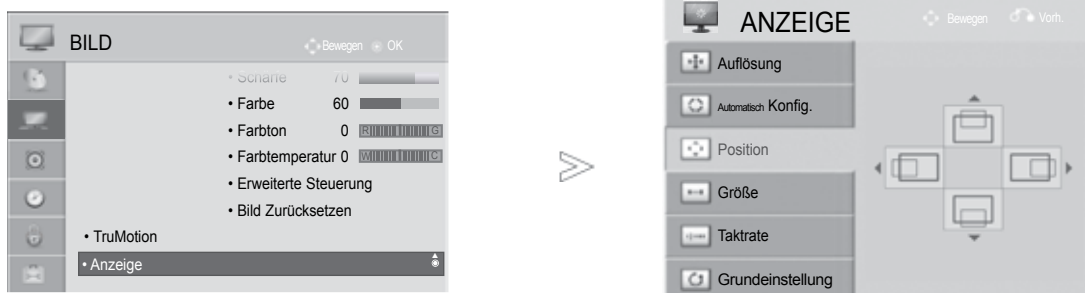 BILD
Bewegen OK
• Schärfe 70
• Farbe 60
• Farbton 0 R G
• Farbtemperatur 0 W C
• Erweiterte Steuerung
• Bild Zurücksetzen
• TruMotion
• Anzeige
>
ANZEIGE
Bewegen Vorh.
Auflösung
Automatisch Konfig.
Position
Größe
Taktrate
Grundeinstellung